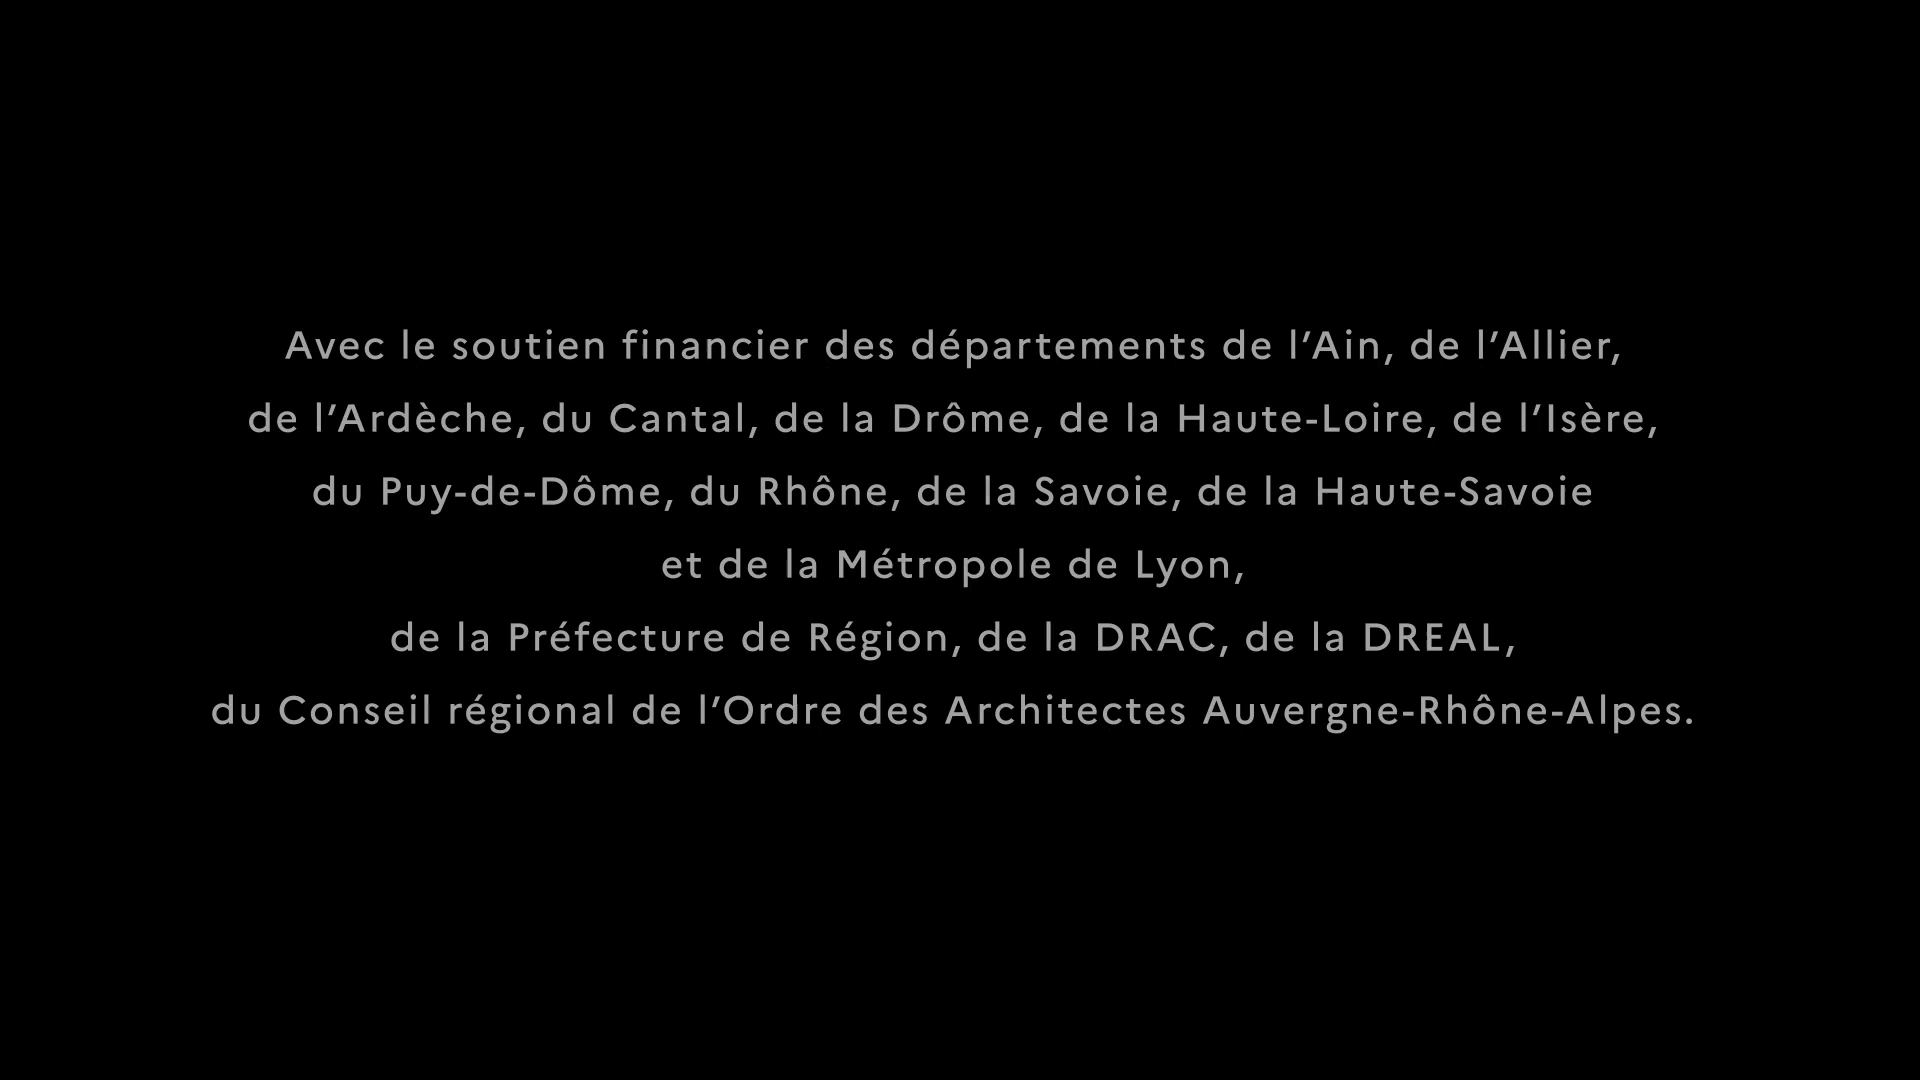 Avec le soutien financier des départements de l’Ain, de l’Allier,
de l’Ardèche, du Cantal, de la Drôme, de la Haute-Loire, de l’Isère,
du Puy-de-Dôme, du Rhône, de la Savoie, de la Haute-Savoie
et de la Métropole de Lyon,
de la Préfecture de Région, de la DRAC, de la DREAL,
du Conseil régional de l’Ordre des Architectes Auvergne-Rhône-Alpes.